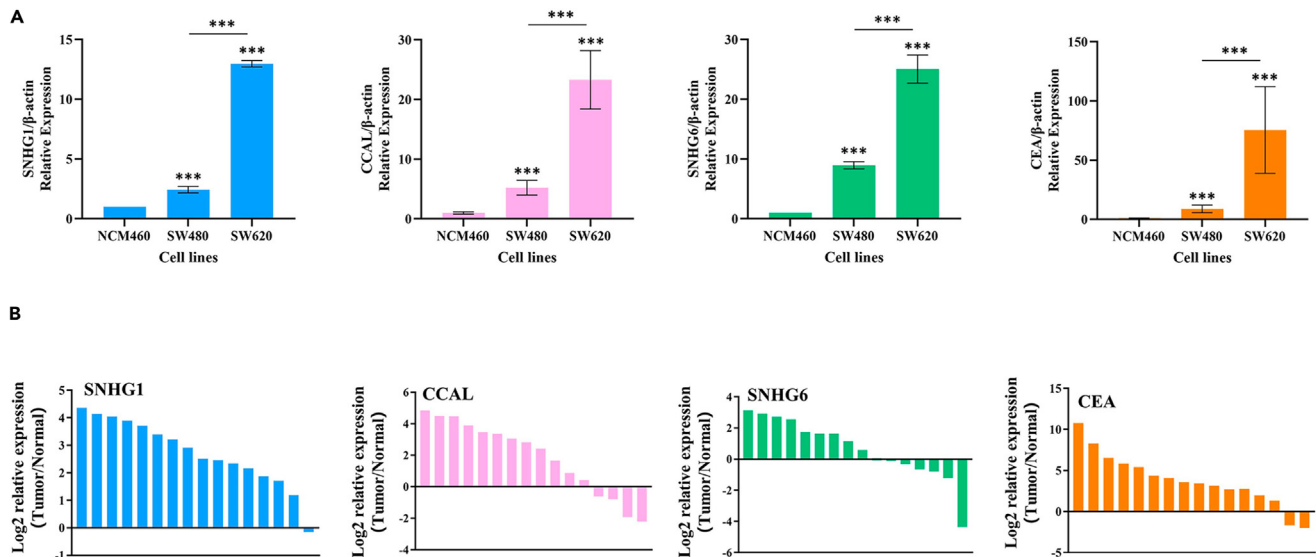 A
SNHG1/β-actin
Relative Expression
15
10
5
0
***
***
***
NCM460 SW480 SW620
Cell lines
CCAL/β-actin
Relative Expression
30
20
10
0
***
***
***
NCM460 SW480 SW620
Cell lines
SNHG6/β-actin
Relative Expression
30
20
10
0
***
***
***
NCM460 SW480 SW620
Cell lines
CEA/β-actin
Relative Expression
150
100
50
0
***
***
***
NCM460 SW480 SW620
Cell lines
B
SNHG1
Log2 relative expression
(Tumor/Normal)
5
4
3
2
1
0
-1
CCAL
Log2 relative expression
(Tumor/Normal)
6
4
2
0
-2
-4
SNHG6
Log2 relative expression
(Tumor/Normal)
4
2
0
-2
-4
-6
CEA
Log2 relative expression
(Tumor/Normal)
15
10
5
0
-5